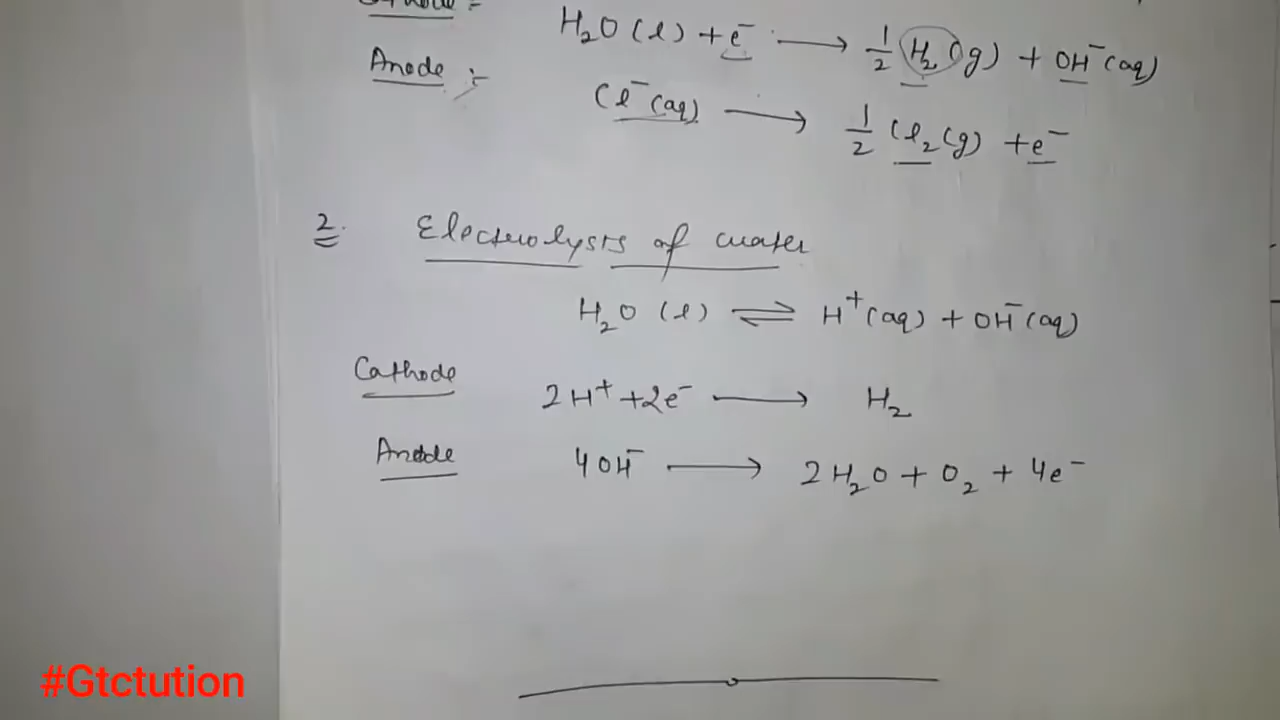 H₂O (l) + e⁻ ⟶ 1/2 H₂(g) + OH⁻(aq)
Anode :-
Cl⁻(aq) ⟶ 1/2 Cl₂(g) + e⁻
2. Electrolysis of water
H₂O (l) ⇌ H⁺(aq) + OH⁻(aq)
Cathode
2H⁺ + 2e⁻ ⟶ H₂
Anode
4OH⁻ ⟶ 2H₂O + O₂ + 4e⁻
#Gtctution